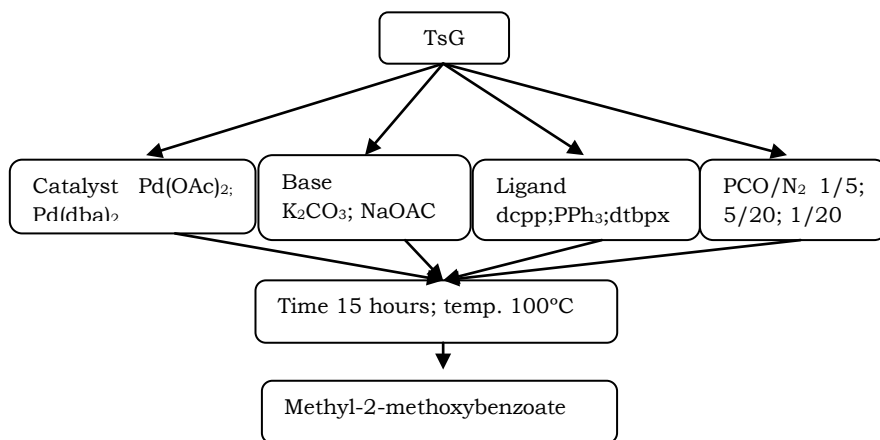 TsG
Catalyst Pd(OAc)₂;
Pd(dba)₂
Base
K₂CO₃; NaOAC
Ligand
dcpp;PPh₃;dtbpx
PCO/N₂ 1/5;
5/20; 1/20
Time 15 hours; temp. 100ºC
Methyl-2-methoxybenzoate